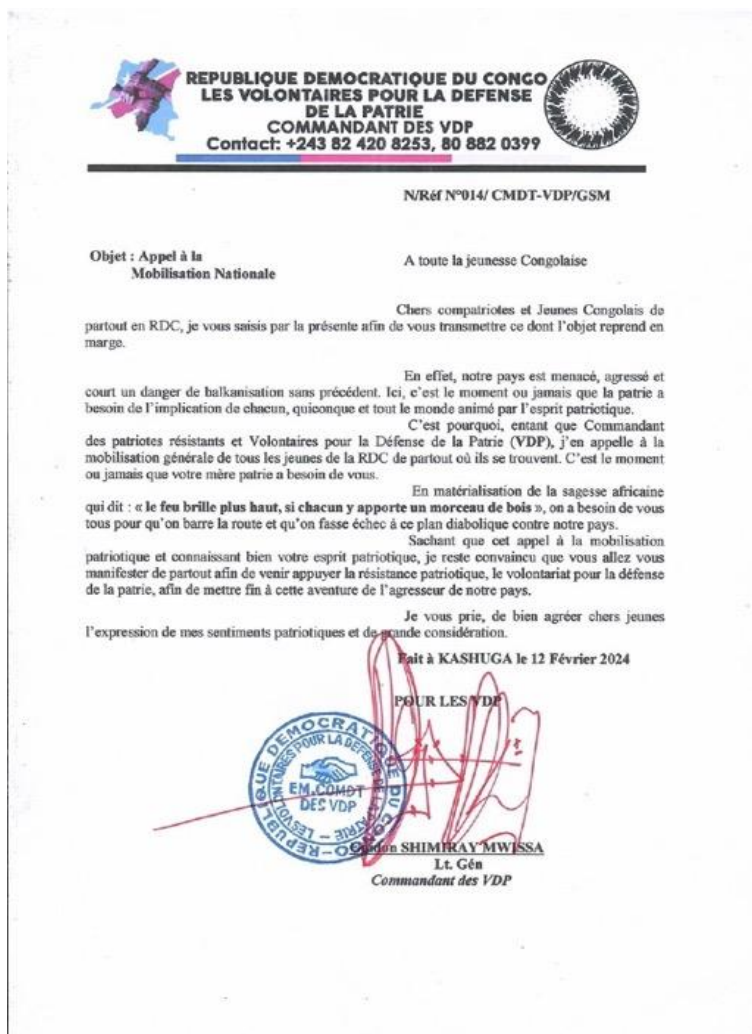 REPUBLIQUE DEMOCRATIQUE DU CONGO
LES VOLONTAIRES POUR LA DEFENSE
DE LA PATRIE
COMMANDANT DES VDP
Contact: +243 82 420 8253, 80 882 0399
N/Réf N°014/ CMDT-VDP/GSM
Objet : Appel à la
Mobilisation Nationale
A toute la jeunesse Congolaise
Chers compatriotes et Jeunes Congolais de
partout en RDC, je vous saisis par la présente afin de vous transmettre ce dont l'objet reprend en
marge.
En effet, notre pays est menacé, agressé et
court un danger de balkanisation sans précédent. Ici, c'est le moment ou jamais que la patrie a
besoin de l'implication de chacun, quiconque et tout le monde animé par l'esprit patriotique.
C'est pourquoi, entant que Commandant
des patriotes résistants et Volontaires pour la Défense de la Patrie (VDP), j'en appelle à la
mobilisation générale de tous les jeunes de la RDC de partout où ils se trouvent. C'est le moment
ou jamais que votre mère patrie a besoin de vous.
En matérialisation de la sagesse africaine
qui dit : « le feu brille plus haut, si chacun y apporte un morceau de bois », on a besoin de vous
tous pour qu'on barre la route et qu'on fasse échec à ce plan diabolique contre notre pays.
Sachant que cet appel à la mobilisation
patriotique et connaissant bien votre esprit patriotique, je reste convaincu que vous allez vous
manifester de partout afin de venir appuyer la résistance patriotique, le volontariat pour la défense
de la patrie, afin de mettre fin à cette aventure de l'agresseur de notre pays.
Je vous prie, de bien agréer chers jeunes
l'expression de mes sentiments patriotiques et de grande considération.
Fait à KASHUGA le 12 Février 2024
POUR LES VDP
REPUBLIQUE DEMOCRATIQUE DU CONGO
LES VOLONTAIRES POUR LA DEFENSE DE LA PATRIE
EM.COMDT
DES VDP
SHIMIRAY MWISSA
Lt. Gén
Commandant des VDP